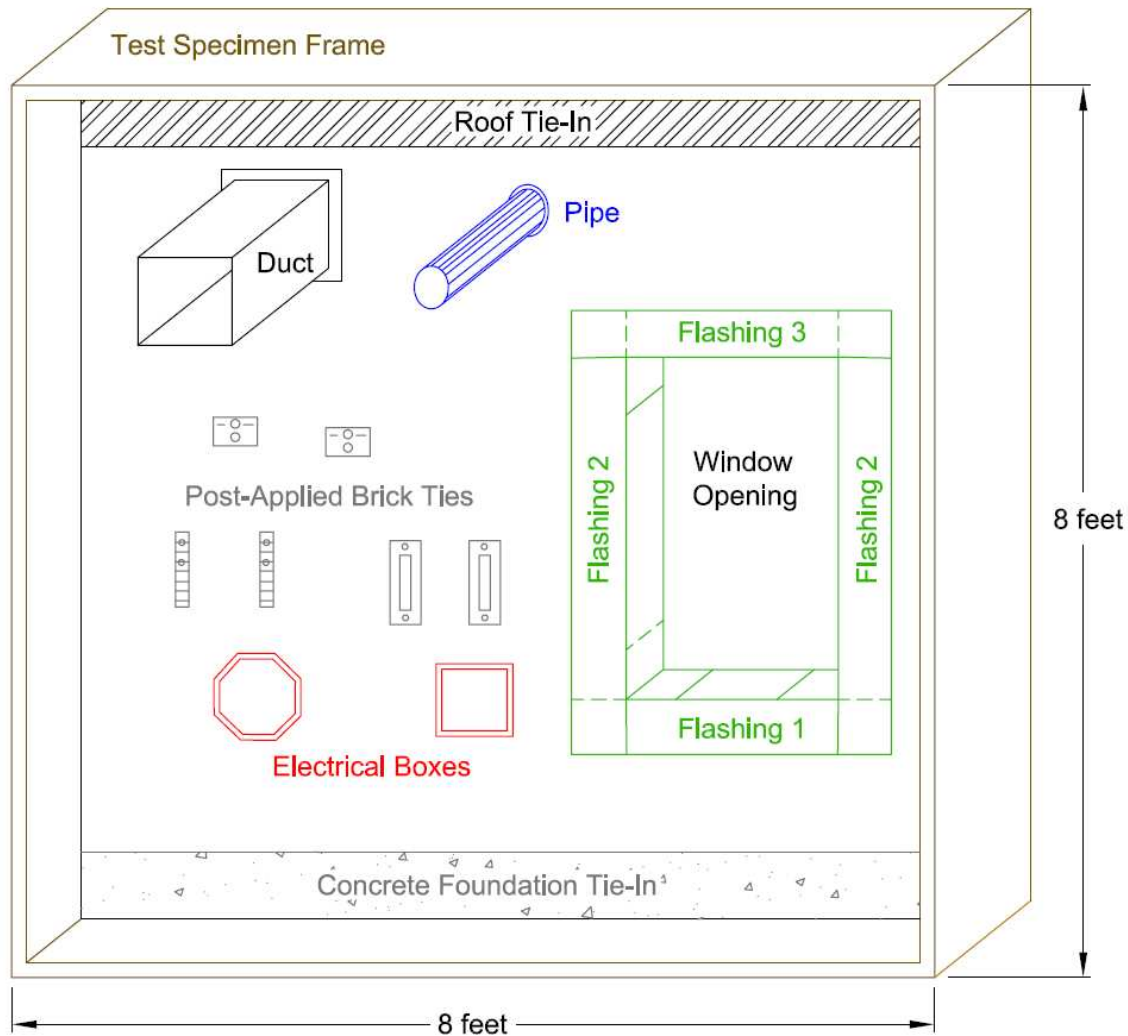 Test Specimen Frame
Roof Tie-In
Pipe
Duct
Flashing 3
Window
Opening
Flashing 2
Flashing 2
Post-Applied Brick Ties
8 feet
Flashing 1
Electrical Boxes
Concrete Foundation Tie-In
8 feet